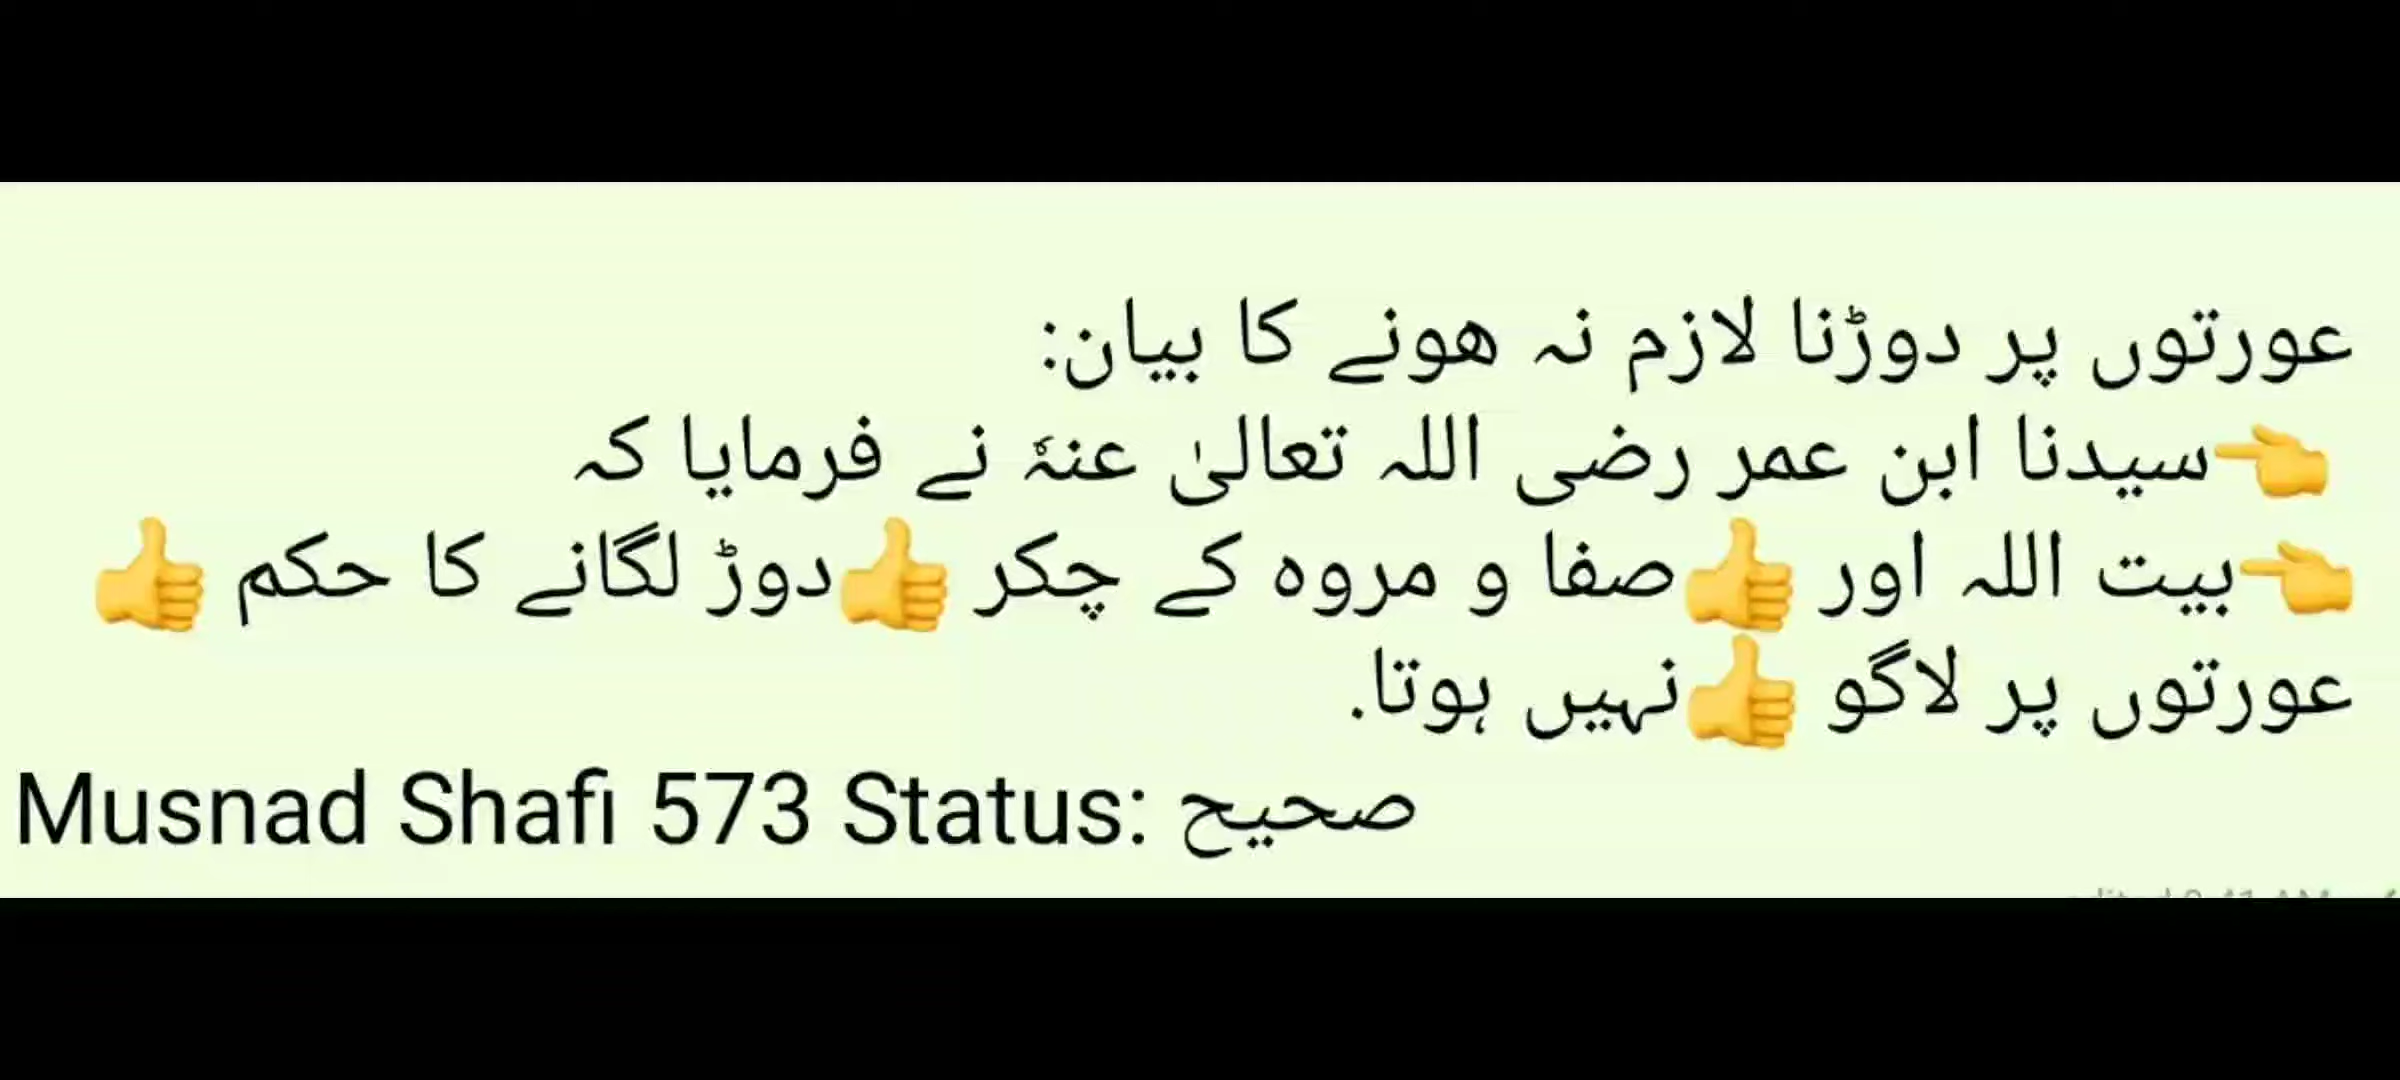 عورتوں پر دوڑنا لازم نہ ھونے کا بیان:
👈سیدنا ابن عمر رضی اللہ تعالیٰ عنہٗ نے فرمایا کہ
👈بیت اللہ اور 👍صفا و مروہ کے چکر 👍دوڑ لگانے کا حکم 👍
عورتوں پر لاگو 👍نہیں ہوتا.
Musnad Shafi 573 Status: صحیح